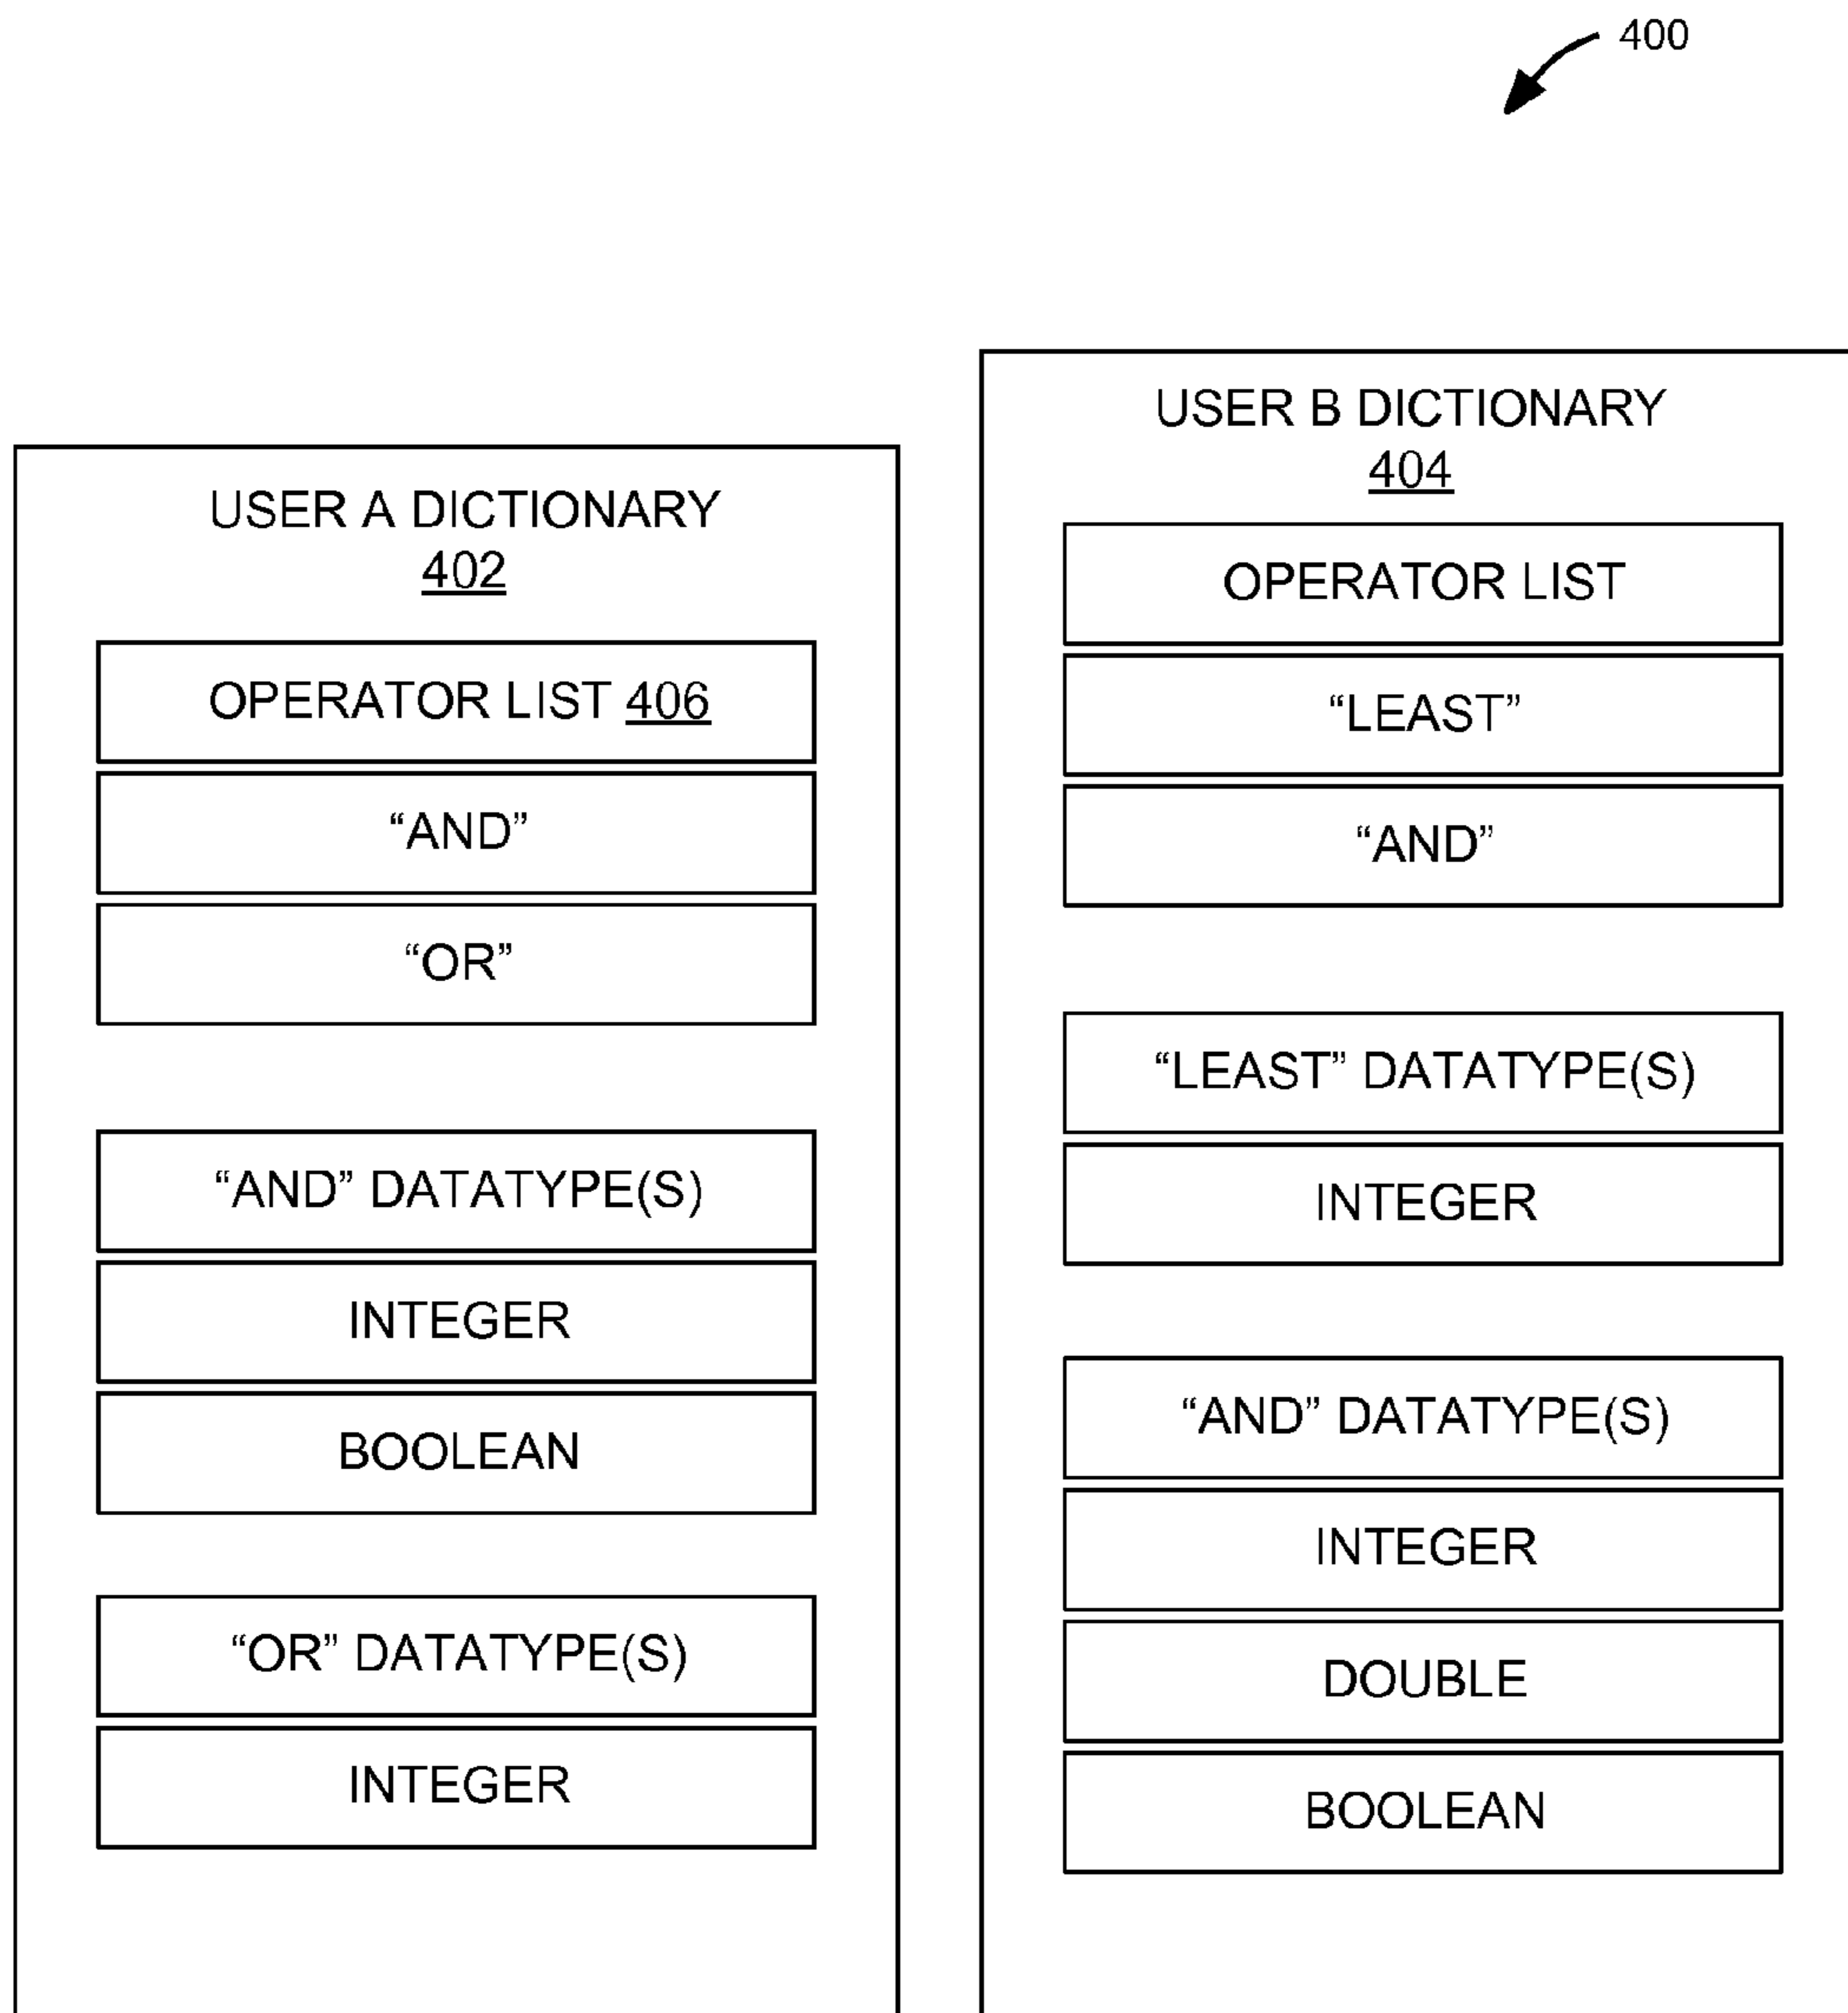 400
USER A DICTIONARY
402
OPERATOR LIST 406
“AND”
“OR”
“AND” DATATYPE(S)
INTEGER
BOOLEAN
“OR” DATATYPE(S)
INTEGER
USER B DICTIONARY
404
OPERATOR LIST
“LEAST”
“AND”
“LEAST” DATATYPE(S)
INTEGER
“AND” DATATYPE(S)
INTEGER
DOUBLE
BOOLEAN